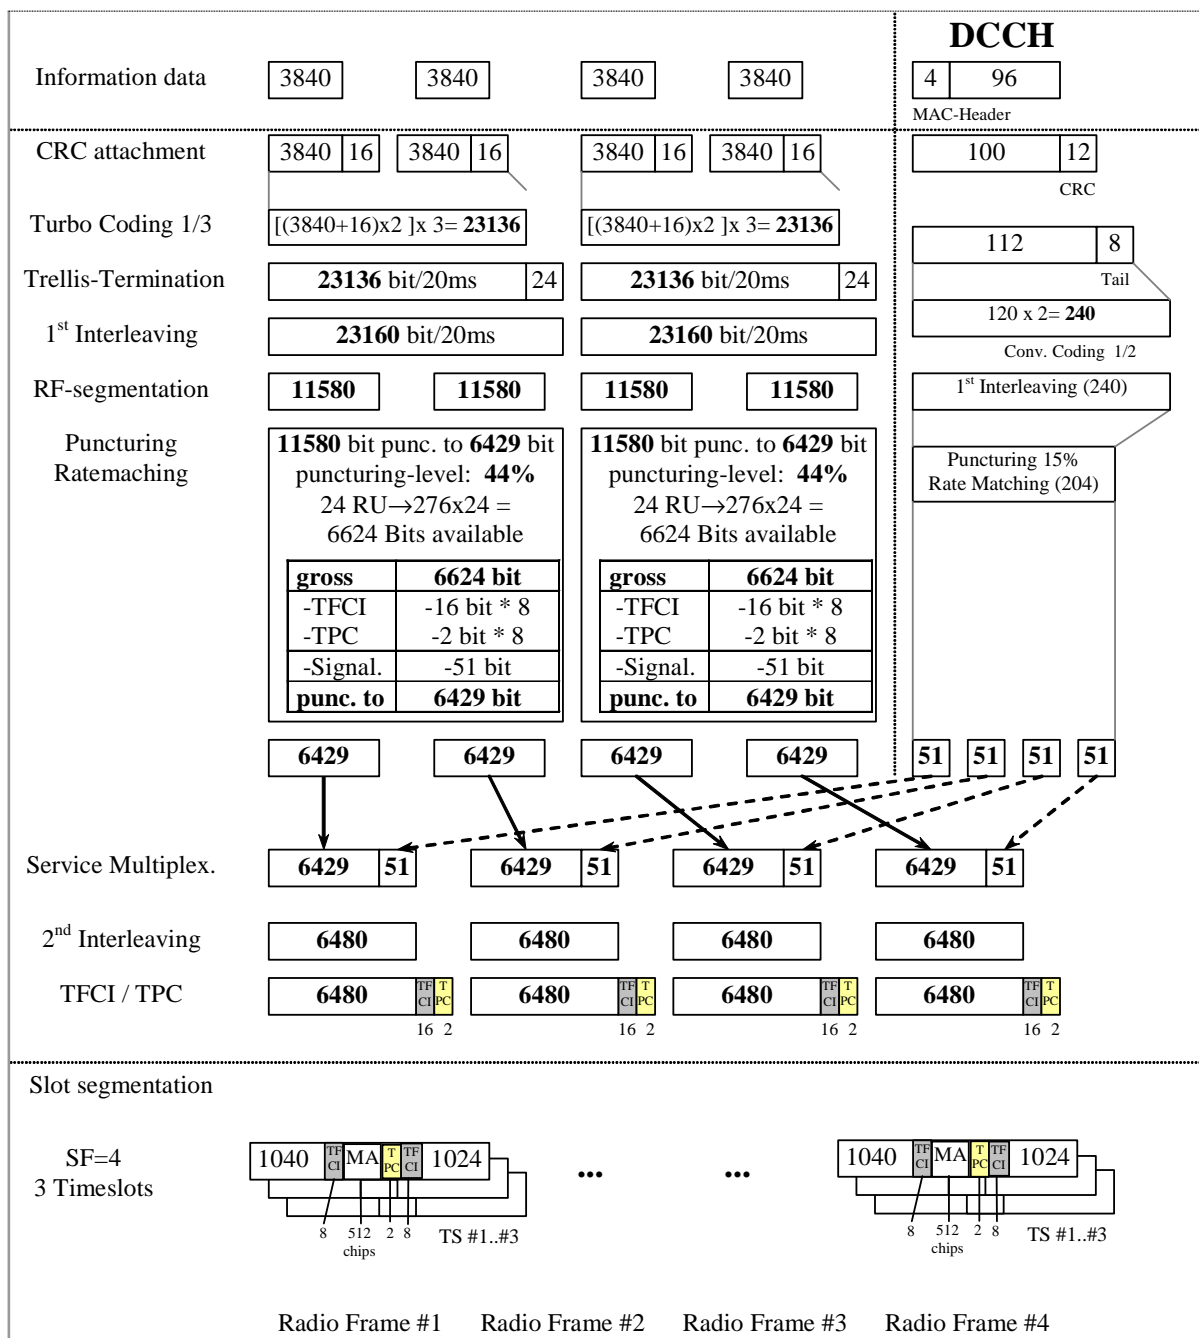 DCCH
Information data 3840 3840 3840 3840 4 96
MAC-Header
CRC attachment 3840 16 3840 16 3840 16 3840 16 100 12
CRC
Turbo Coding 1/3 [(3840+16)x2 ]x 3= 23136 [(3840+16)x2 ]x 3= 23136 112 8
Tail
Trellis-Termination 23136 bit/20ms 24 23136 bit/20ms 24
120 x 2= 240
1st Interleaving 23160 bit/20ms 23160 bit/20ms
Conv. Coding 1/2
RF-segmentation 11580 11580 11580 11580 1st Interleaving (240)
Puncturing
Ratemaching
11580 bit punc. to 6429 bit
puncturing-level: 44%
24 RU→276x24 =
6624 Bits available
gross 6624 bit
-TFCI -16 bit * 8
-TPC -2 bit * 8
-Signal. -51 bit
punc. to 6429 bit
11580 bit punc. to 6429 bit
puncturing-level: 44%
24 RU→276x24 =
6624 Bits available
gross 6624 bit
-TFCI -16 bit * 8
-TPC -2 bit * 8
-Signal. -51 bit
punc. to 6429 bit
Puncturing 15%
Rate Matching (204)
6429 6429 6429 6429 51 51 51 51
Service Multiplex. 6429 51 6429 51 6429 51 6429 51
2nd Interleaving 6480 6480 6480 6480
TFCI / TPC 6480 TF CI T PC 6480 TF CI T PC 6480 TF CI T PC 6480 TF CI T PC
16 2 16 2 16 2 16 2
Slot segmentation
SF=4
3 Timeslots
1040 TF CI MA T PC TF CI 1024 ... ... 1040 TF CI MA T PC TF CI 1024
8 512 2 8 TS #1..#3 8 512 2 8 TS #1..#3
chips chips
Radio Frame #1 Radio Frame #2 Radio Frame #3 Radio Frame #4